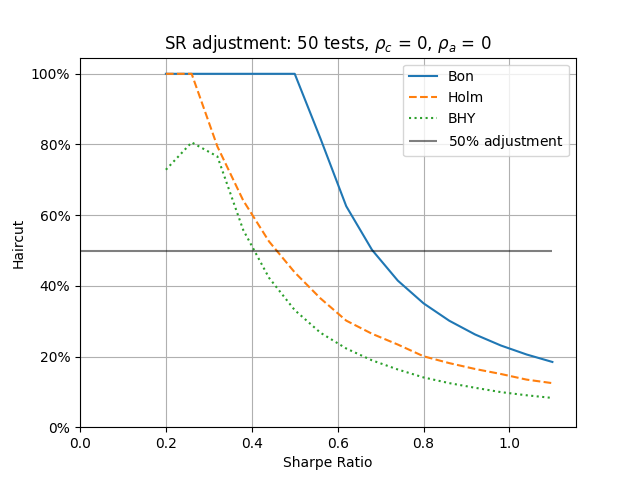 SR adjustment: 50 tests, ρc = 0, ρa = 0
100%
80%
60%
40%
20%
0%
Haircut
Bon
Holm
BHY
50% adjustment
0.0 0.2 0.4 0.6 0.8 1.0
Sharpe Ratio